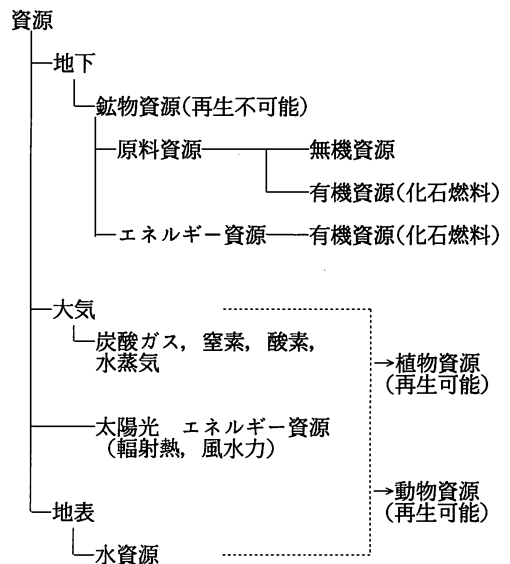 資源
地下
鉱物資源(再生不可能)
原料資源 無機資源
有機資源(化石燃料)
エネルギー資源 有機資源(化石燃料)
大気
炭酸ガス, 窒素, 酸素,
水蒸気
→植物資源
(再生可能)
太陽光 エネルギー資源
(輻射熱, 風水力)
→動物資源
(再生可能)
地表
水資源